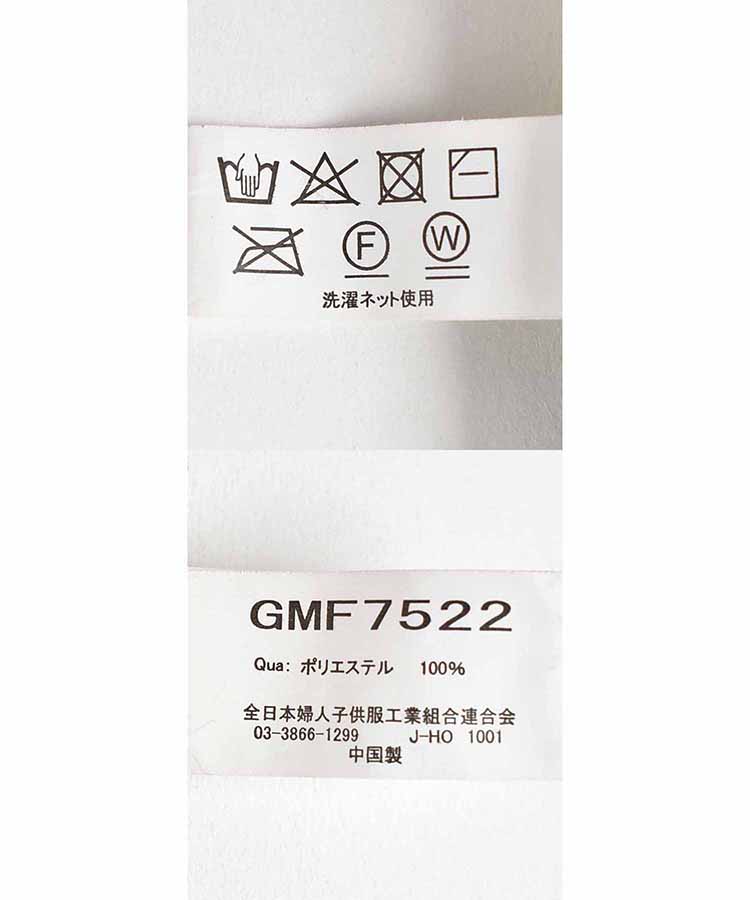 F W
洗濯ネット使用
GMF7522
Qua: ポリエステル 100%
全日本婦人子供服工業組合連合会
03-3866-1299 J-HO 1001
中国製